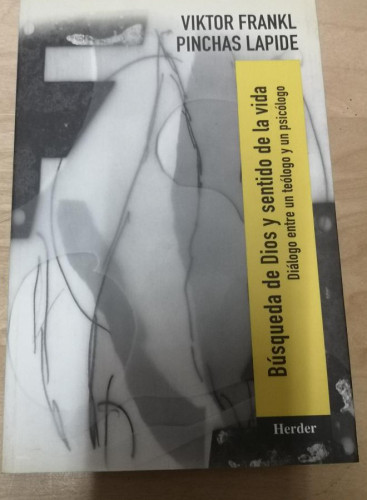 VIKTOR FRANKL
PINCHAS LAPIDE
Búsqueda de Dios y sentido de la vida
Diálogo entre un teólogo y un psicólogo
Herder